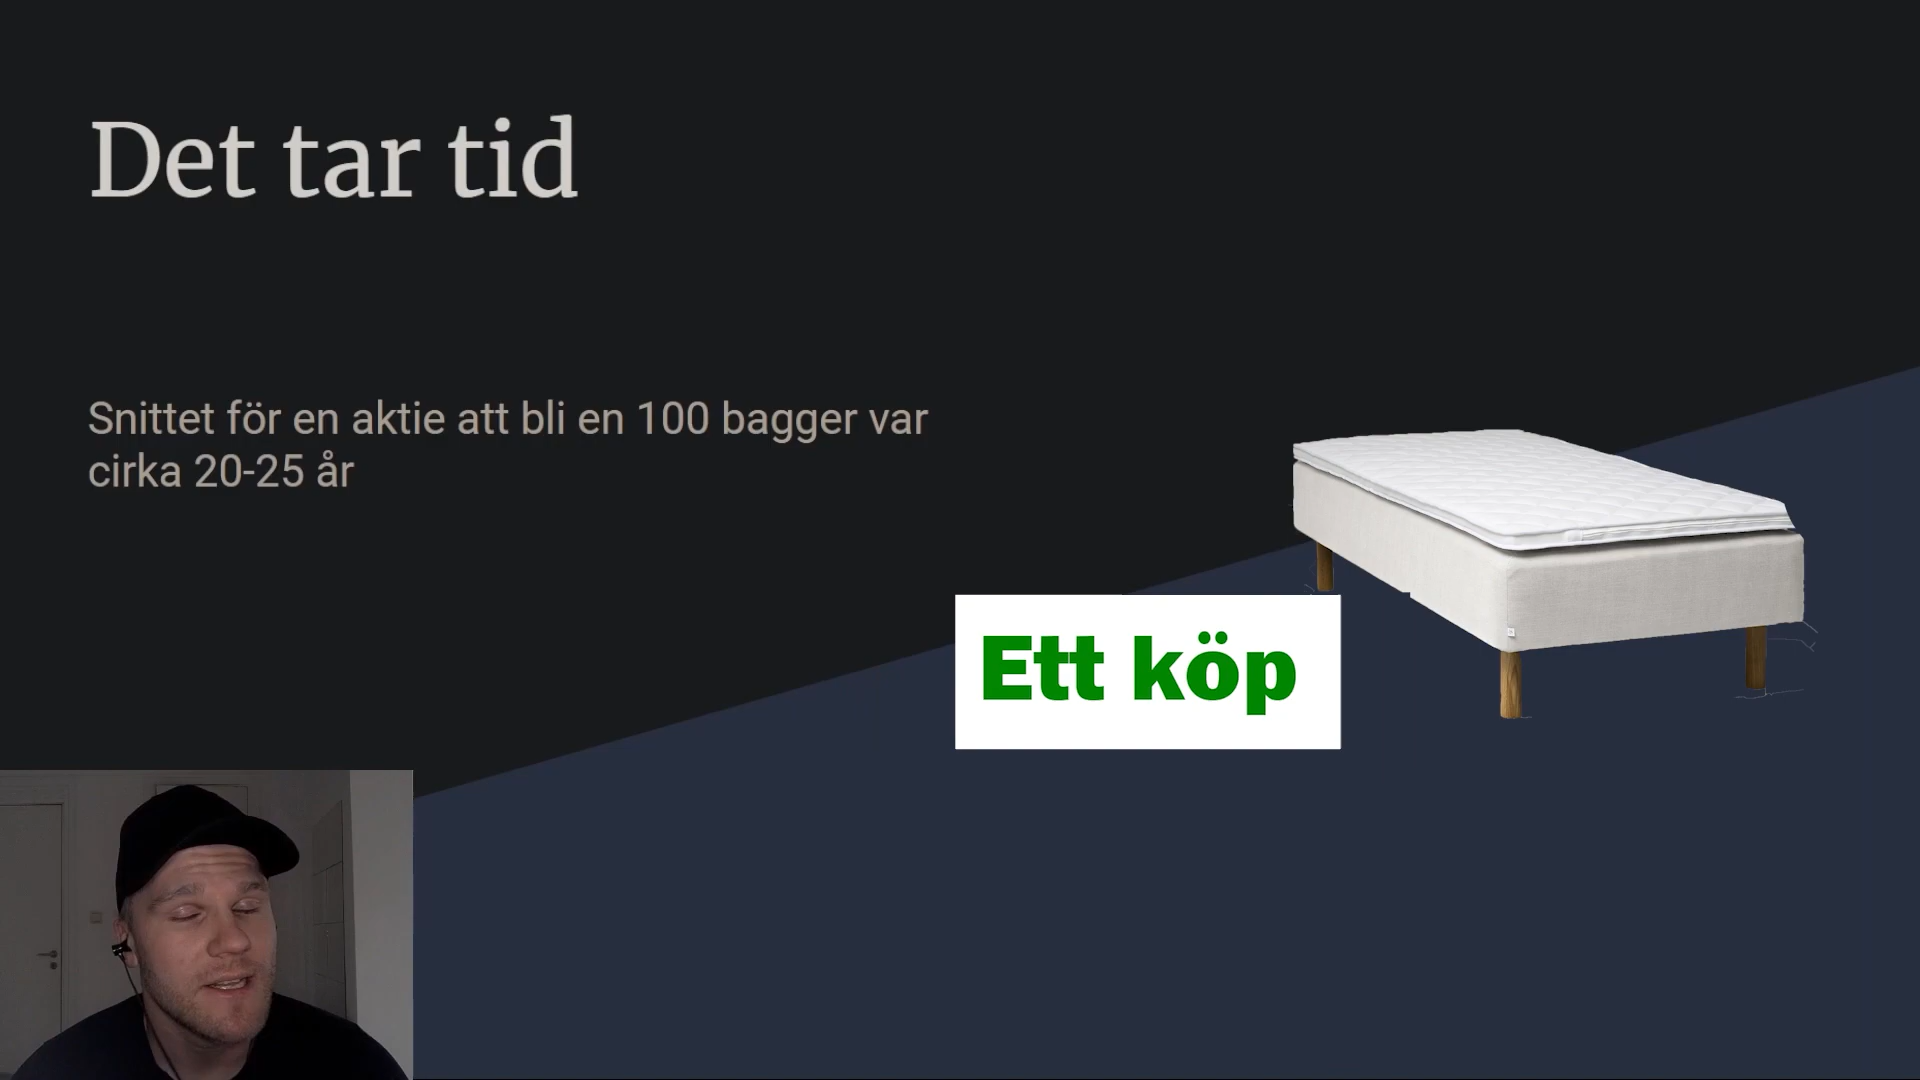 Det tar tid
Snittet för en aktie att bli en 100 bagger var
cirka 20-25 år
Ett köp